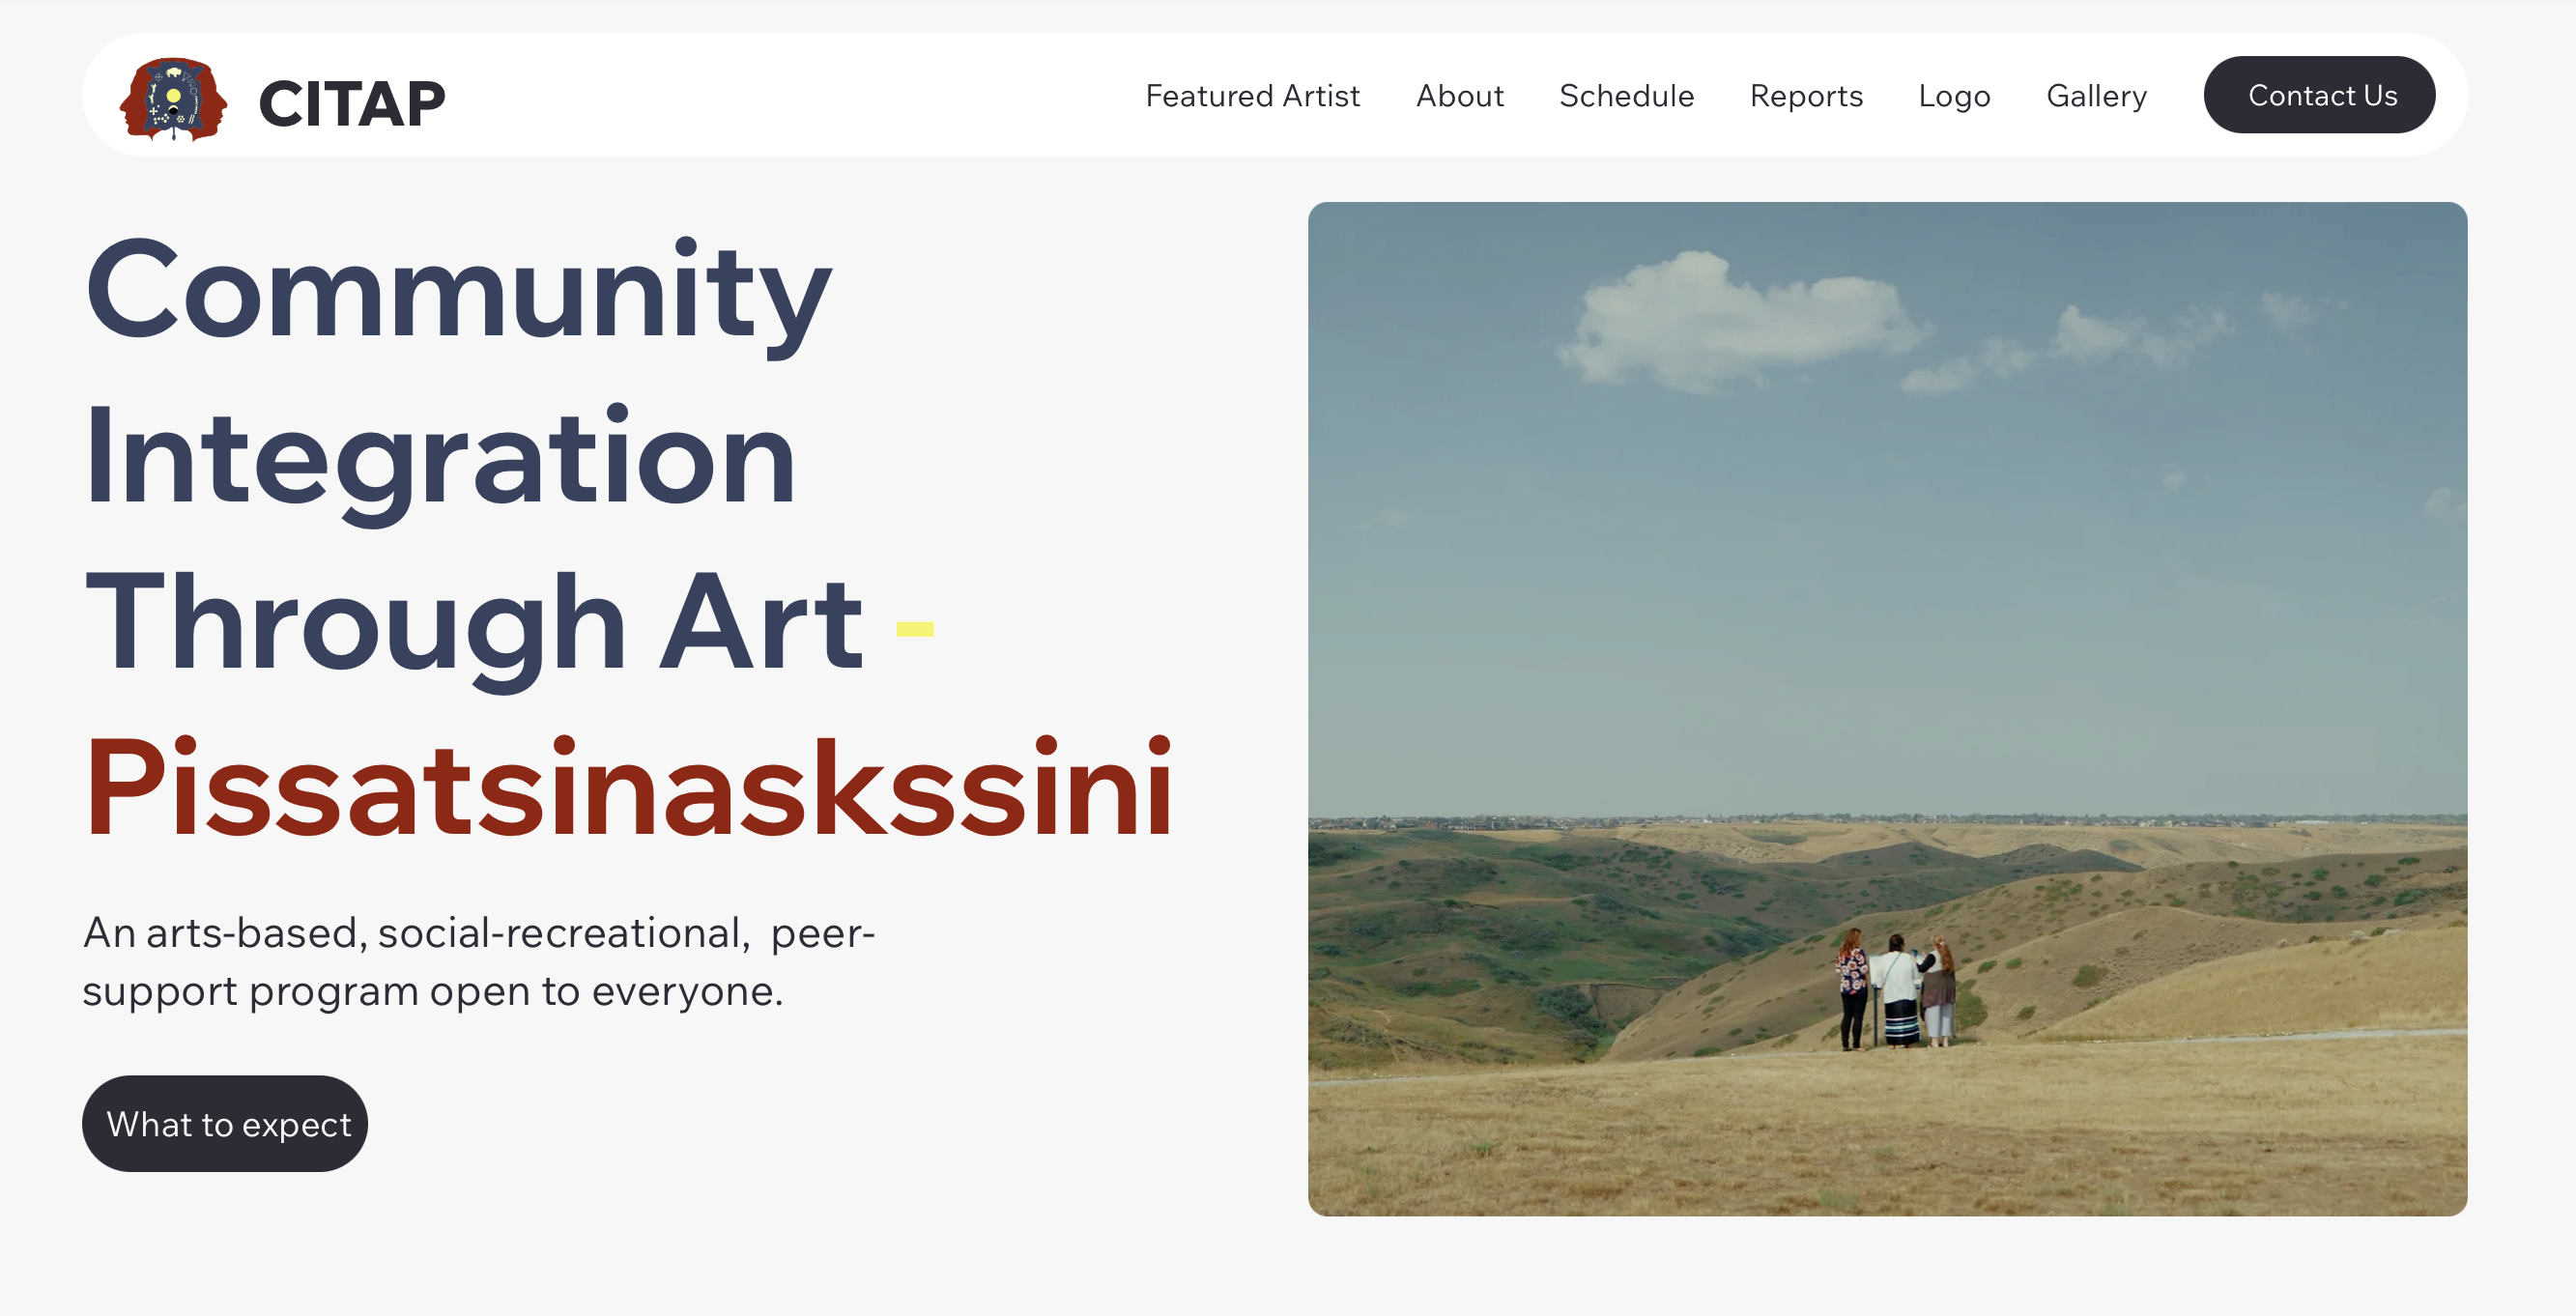 CITAP
Featured Artist
About
Schedule
Reports
Logo
Gallery
Contact Us
Community
Integration
Through Art -
Pissatsinaskssini
An arts-based, social-recreational,  peer-
support program open to everyone.
What to expect